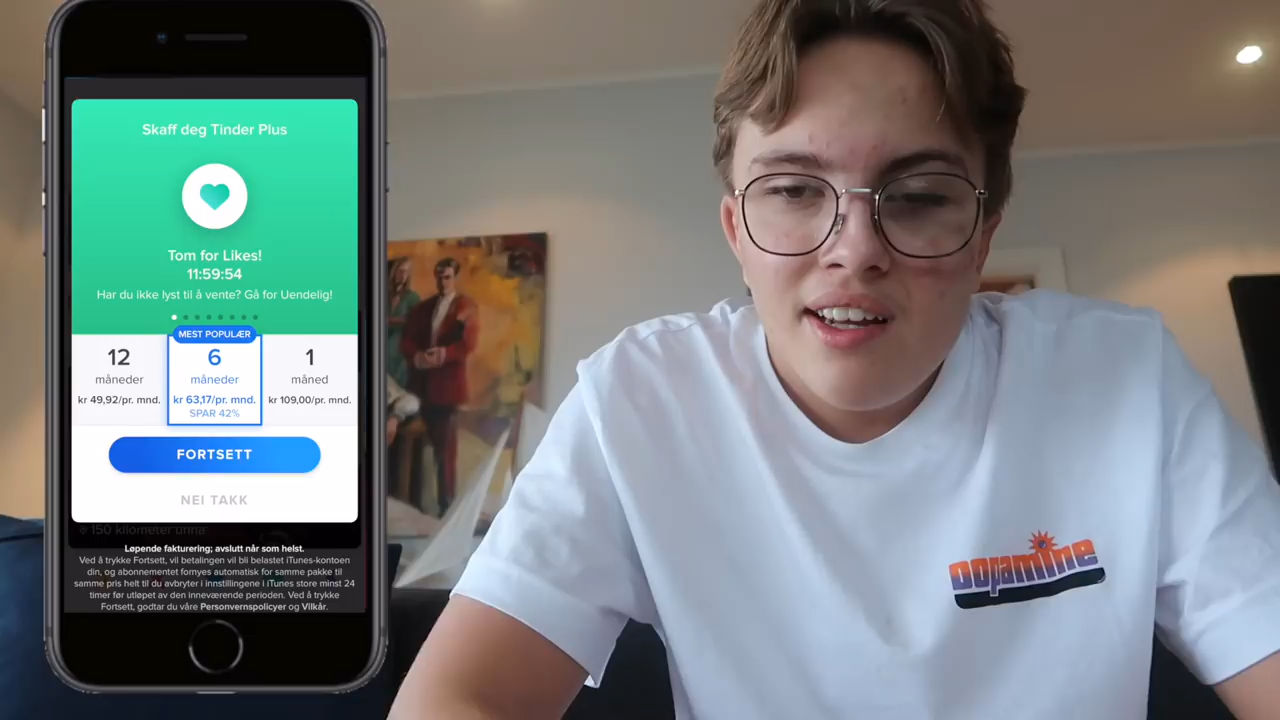 Skaff deg Tinder Plus
Tom for Likes!
11:59:54
Har du ikke lyst til å vente? Gå for Uendelig!
MEST POPULÆR
12
måneder
kr 49,92/pr. mnd.
6
måneder
kr 63,17/pr. mnd.
SPAR 42%
1
måned
kr 109,00/pr. mnd.
FORTSETT
NEI TAKK
150 kilometer unna
Løpende fakturering; avslutt når som helst.
Ved å trykke Fortsett, vil betalingen vil bli belastet iTunes-kontoen
din, og abonnementet fornyes automatisk for samme pakke til
samme pris helt til du avbryter i innstillingene i iTunes store minst 24
timer før utløpet av den inneværende perioden. Ved å trykke
Fortsett, godtar du våre Personvernspolicyer og Vilkår.
Dopamine